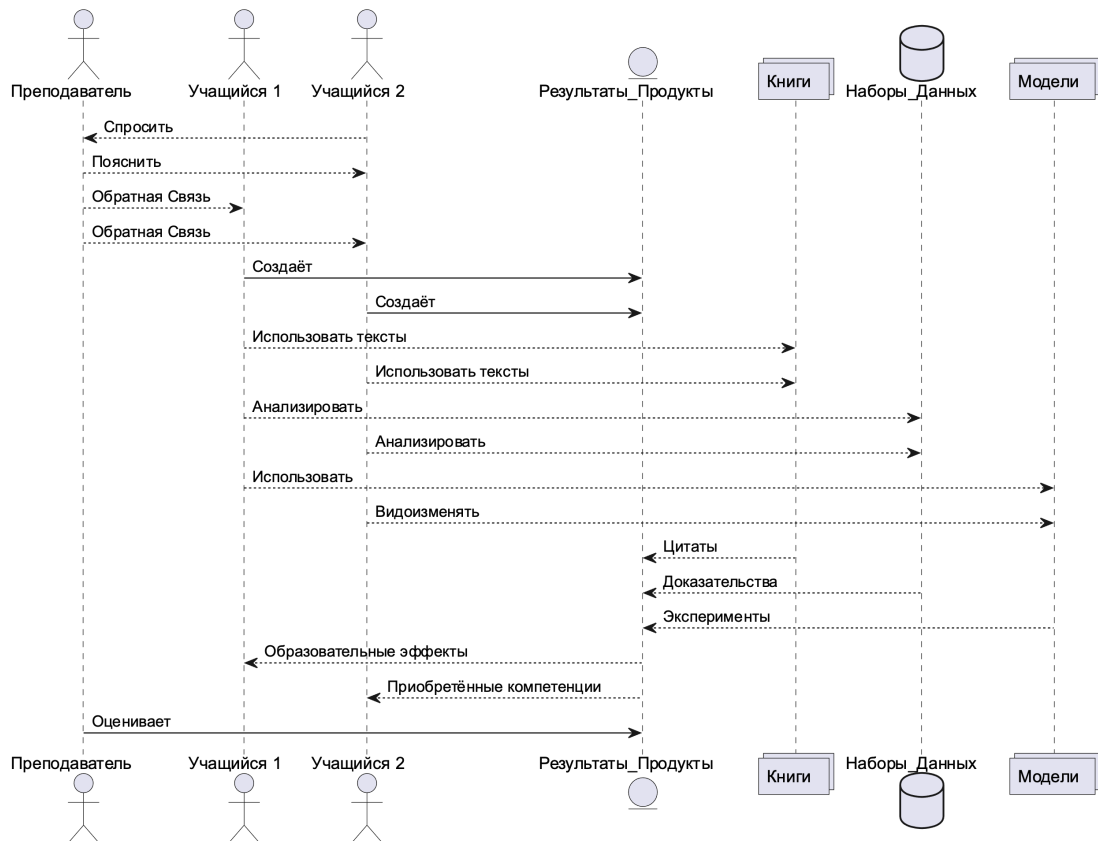 Преподаватель
Учащийся 1
Учащийся 2
Результаты_Продукты
Книги
Наборы_Данных
Модели
Спросить
Пояснить
Обратная Связь
Обратная Связь
Создаёт
Создаёт
Использовать тексты
Использовать тексты
Анализировать
Анализировать
Использовать
Видоизменять
Цитаты
Доказательства
Эксперименты
Образовательные эффекты
Приобретённые компетенции
Оценивает
Преподаватель
Учащийся 1
Учащийся 2
Результаты_Продукты
Книги
Наборы_Данных
Модели